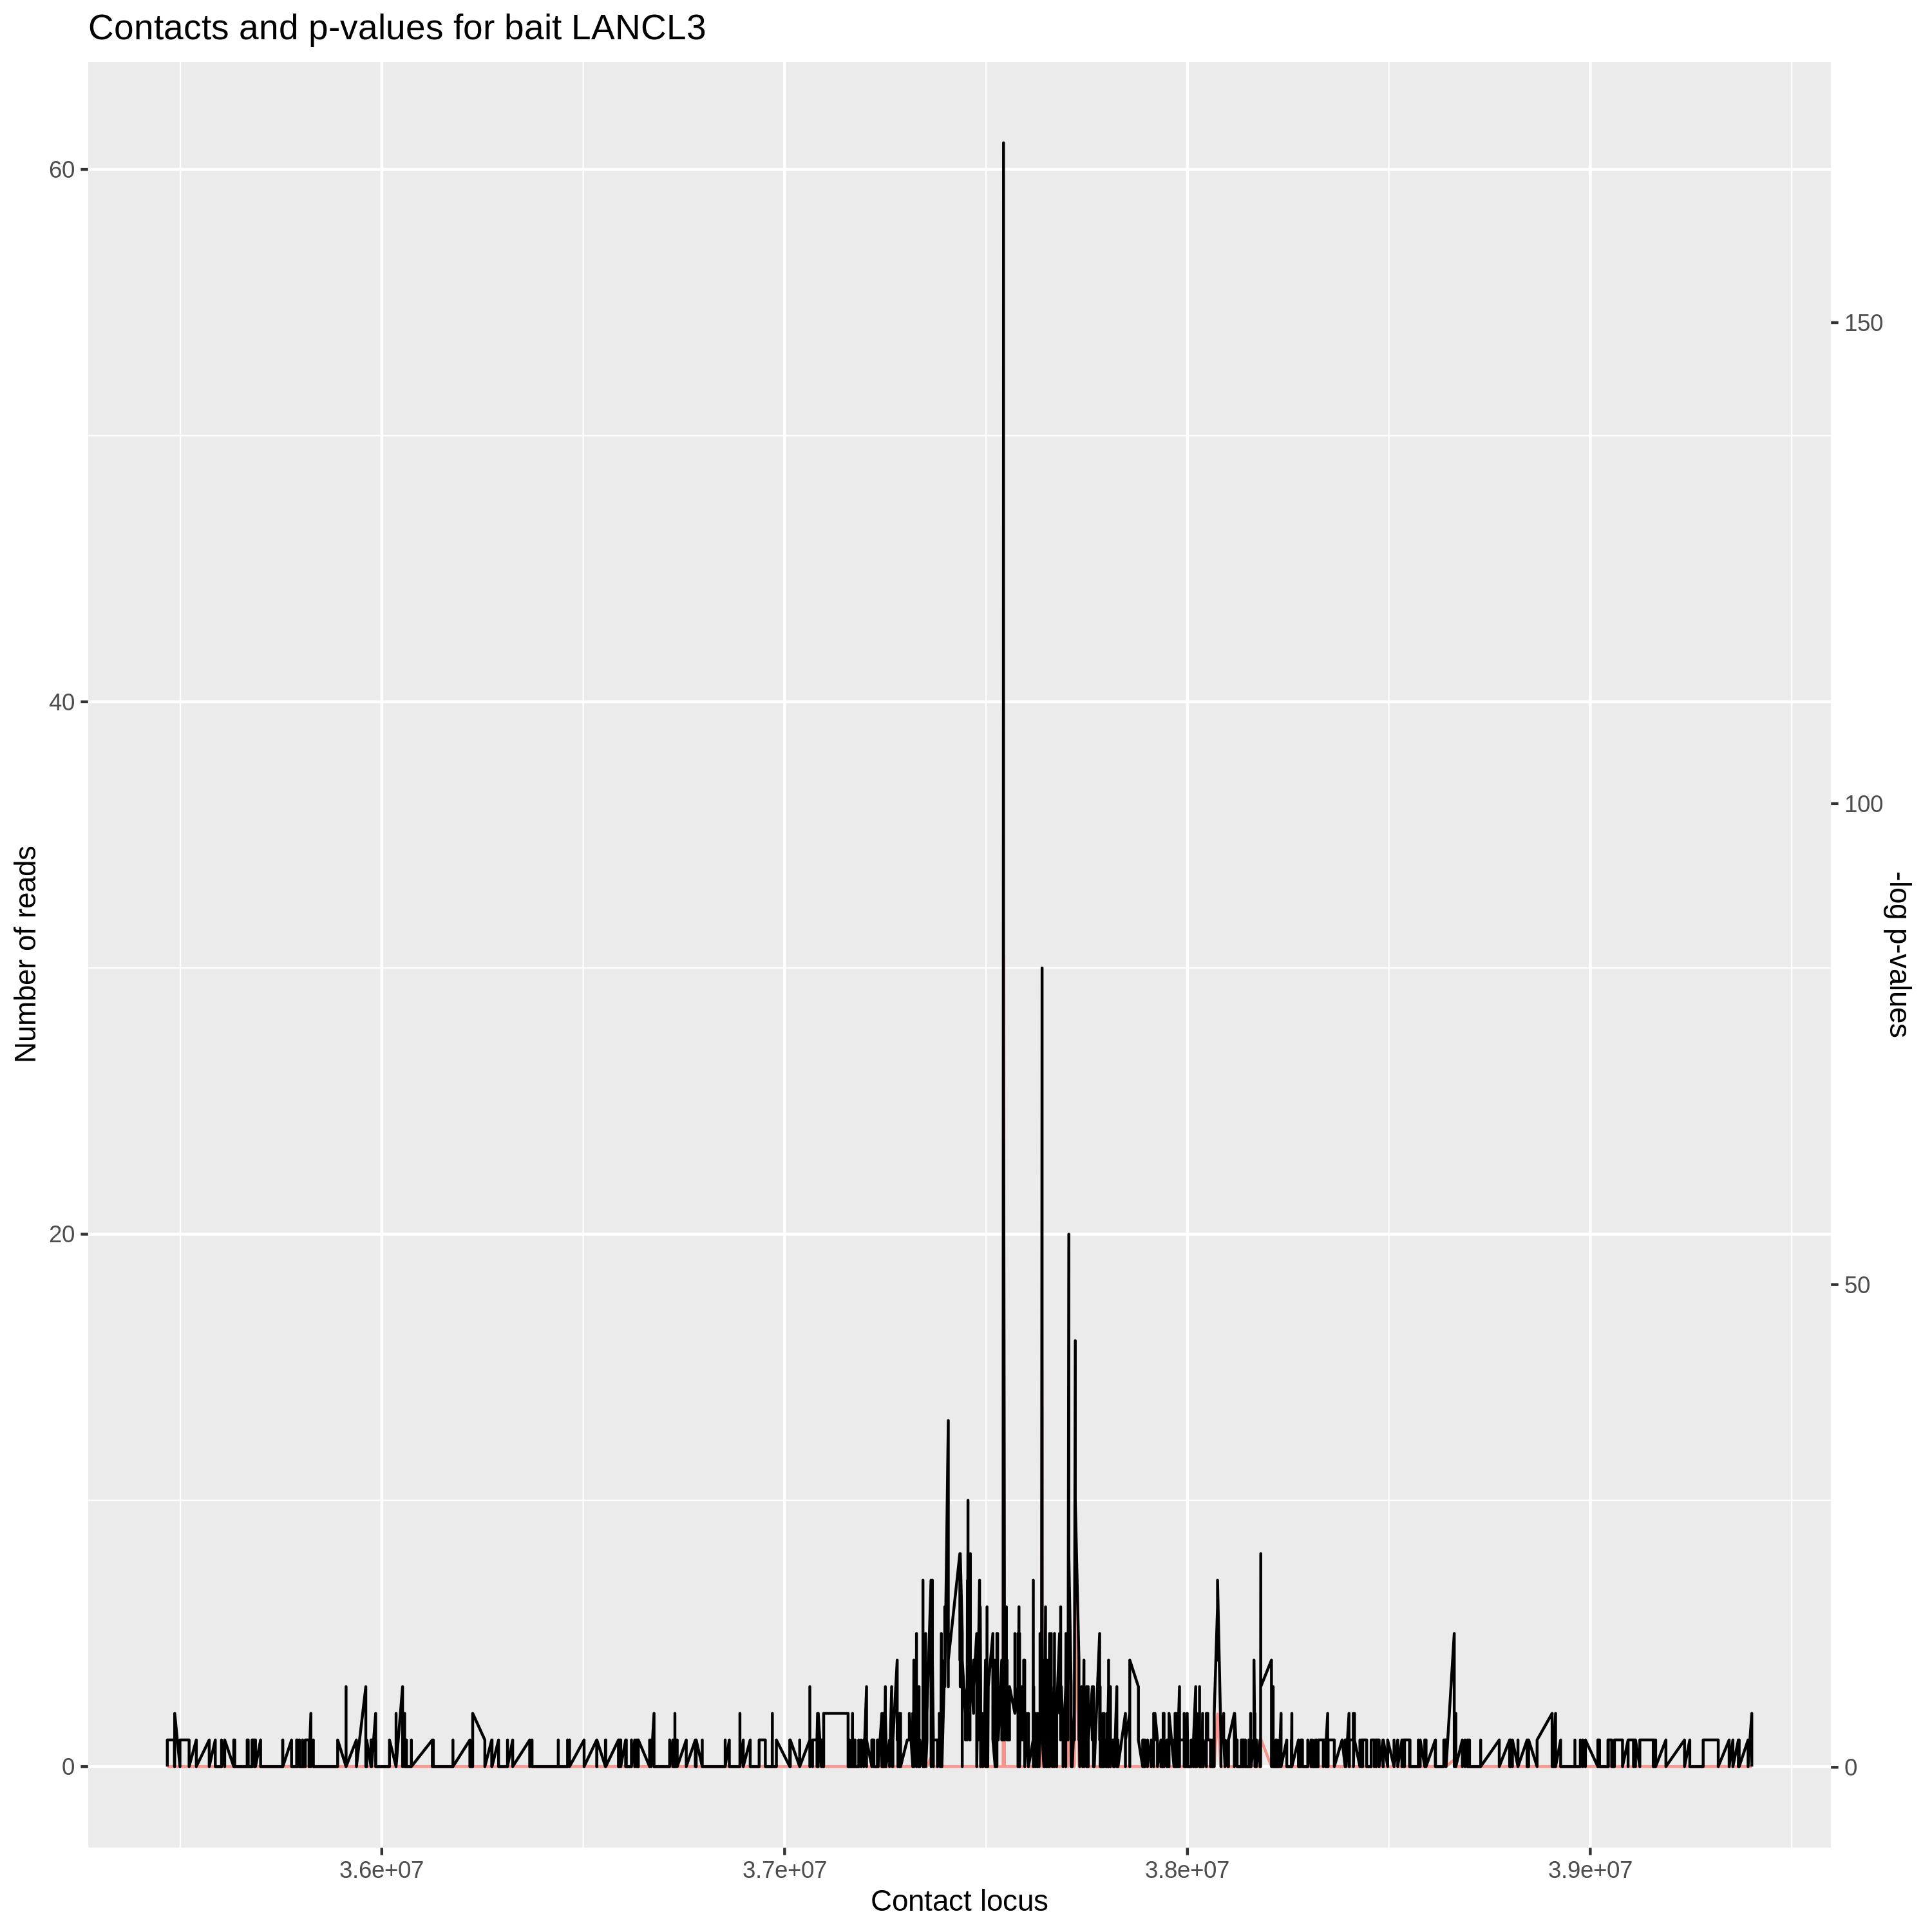 Contacts and p-values for bait LANCL3
60
40
20
0
150
100
50
0
Number of reads
-log p-values
3.6e+07
3.7e+07
3.8e+07
3.9e+07
Contact locus